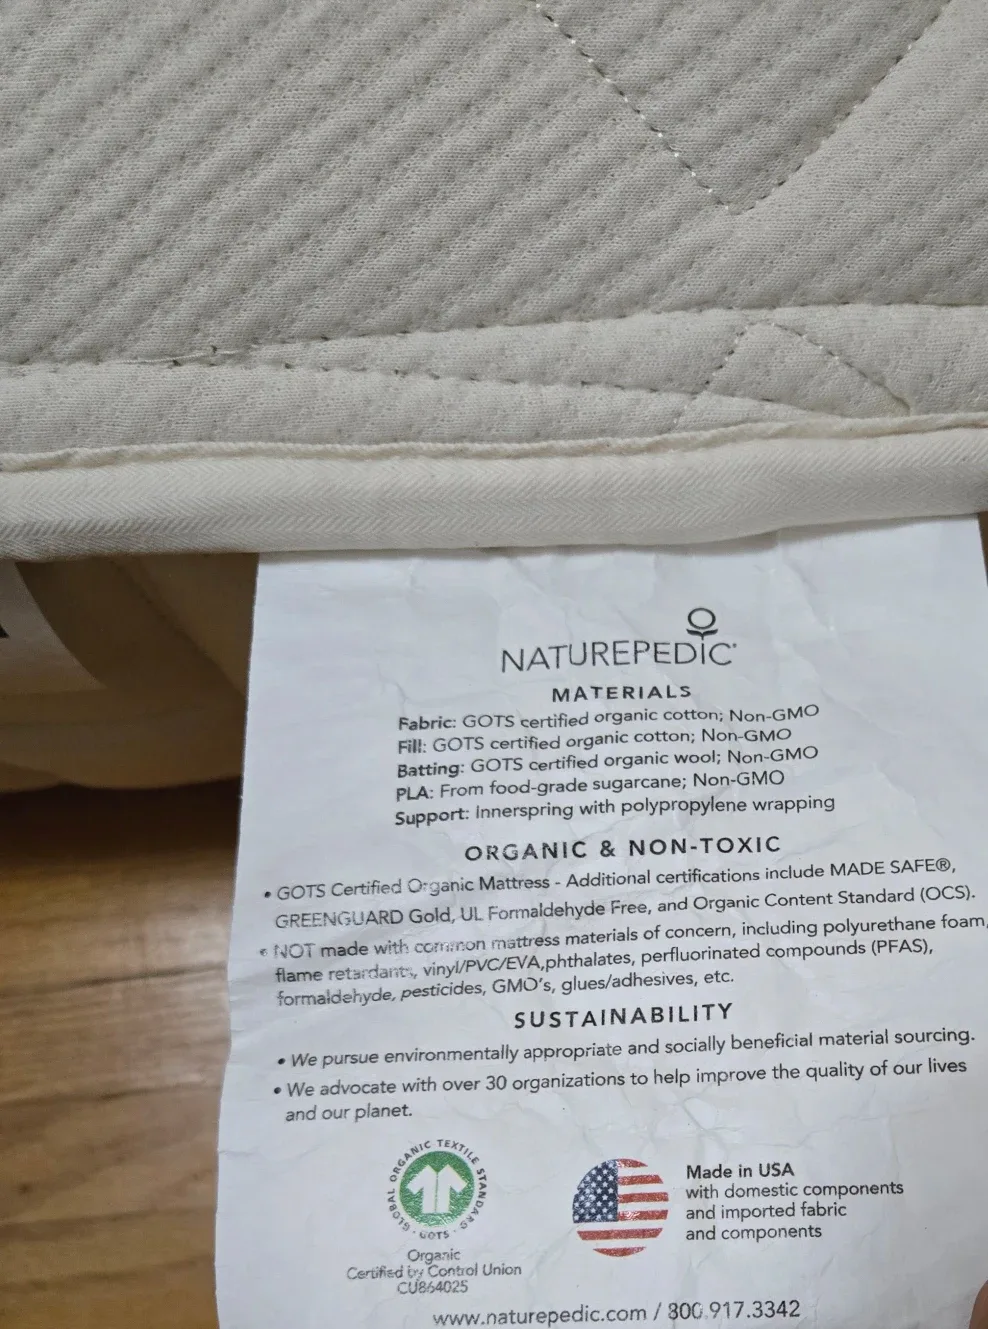 NATUREPEDIC®
MATERIALS
Fabric: GOTS certified organic cotton; Non-GMO
Fill: GOTS certified organic cotton; Non-GMO
Batting: GOTS certified organic wool; Non-GMO
PLA: From food-grade sugarcane; Non-GMO
Support: Innerspring with polypropylene wrapping
ORGANIC & NON-TOXIC
• GOTS Certified Organic Mattress - Additional certifications include MADE SAFE®,
GREENGUARD Gold, UL Formaldehyde Free, and Organic Content Standard (OCS).
• NOT made with common mattress materials of concern, including polyurethane foam,
flame retardants, vinyl/PVC/EVA,phthalates, perfluorinated compounds (PFAS),
formaldehyde, pesticides, GMO's, glues/adhesives, etc.
SUSTAINABILITY
• We pursue environmentally appropriate and socially beneficial material sourcing.
• We advocate with over 30 organizations to help improve the quality of our lives
and our planet.
GLOBAL ORGANIC TEXTILE STANDARD · GOTS ·
Organic
Certified by Control Union
CU864025
Made in USA
with domestic components
and imported fabric
and components
www.naturepedic.com / 800.917.3342